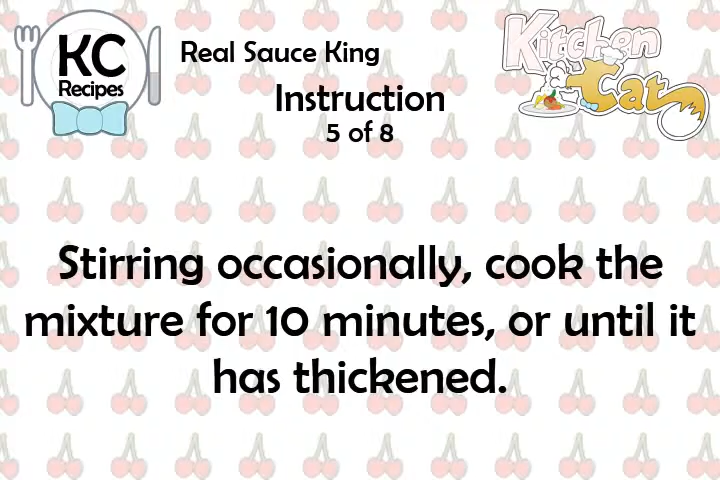 KC
Recipes
Real Sauce King
Instruction
5 of 8
Kitchen
Cat
Stirring occasionally, cook the
mixture for 10 minutes, or until it
has thickened.